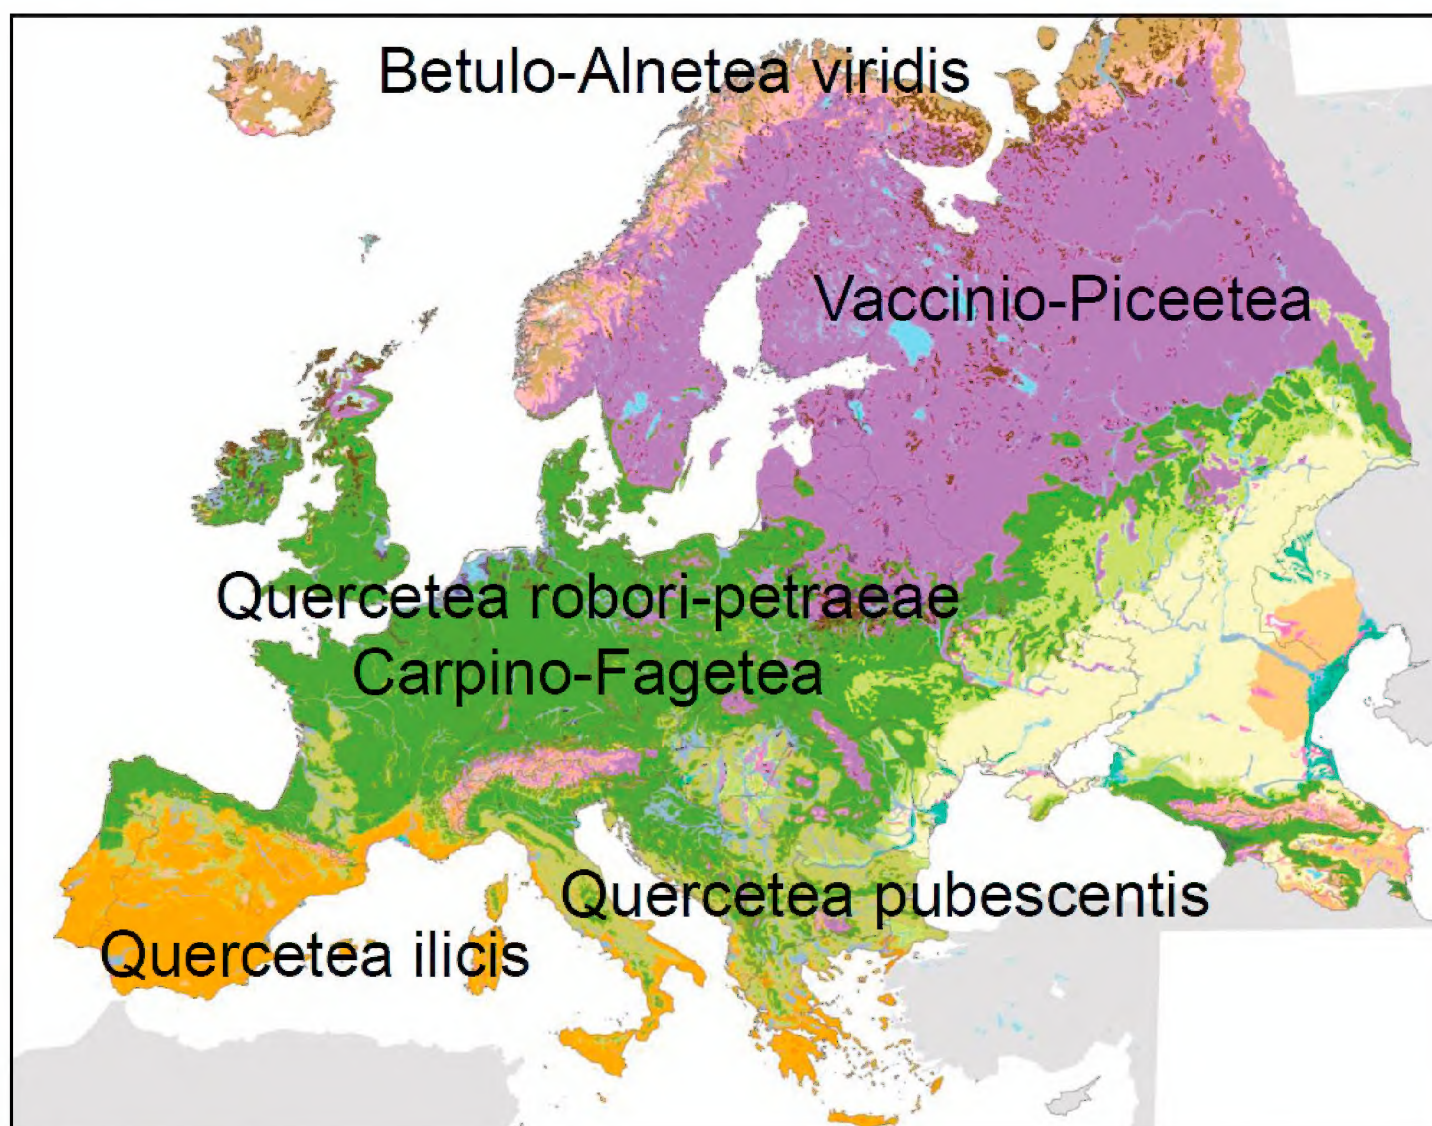 Betulo-Alnetea viridis
Vaccinio-Piceetea
Quercetea robori-petraeae
Carpino-Fagetea
Quercetea pubescentis
Quercetea ilicis